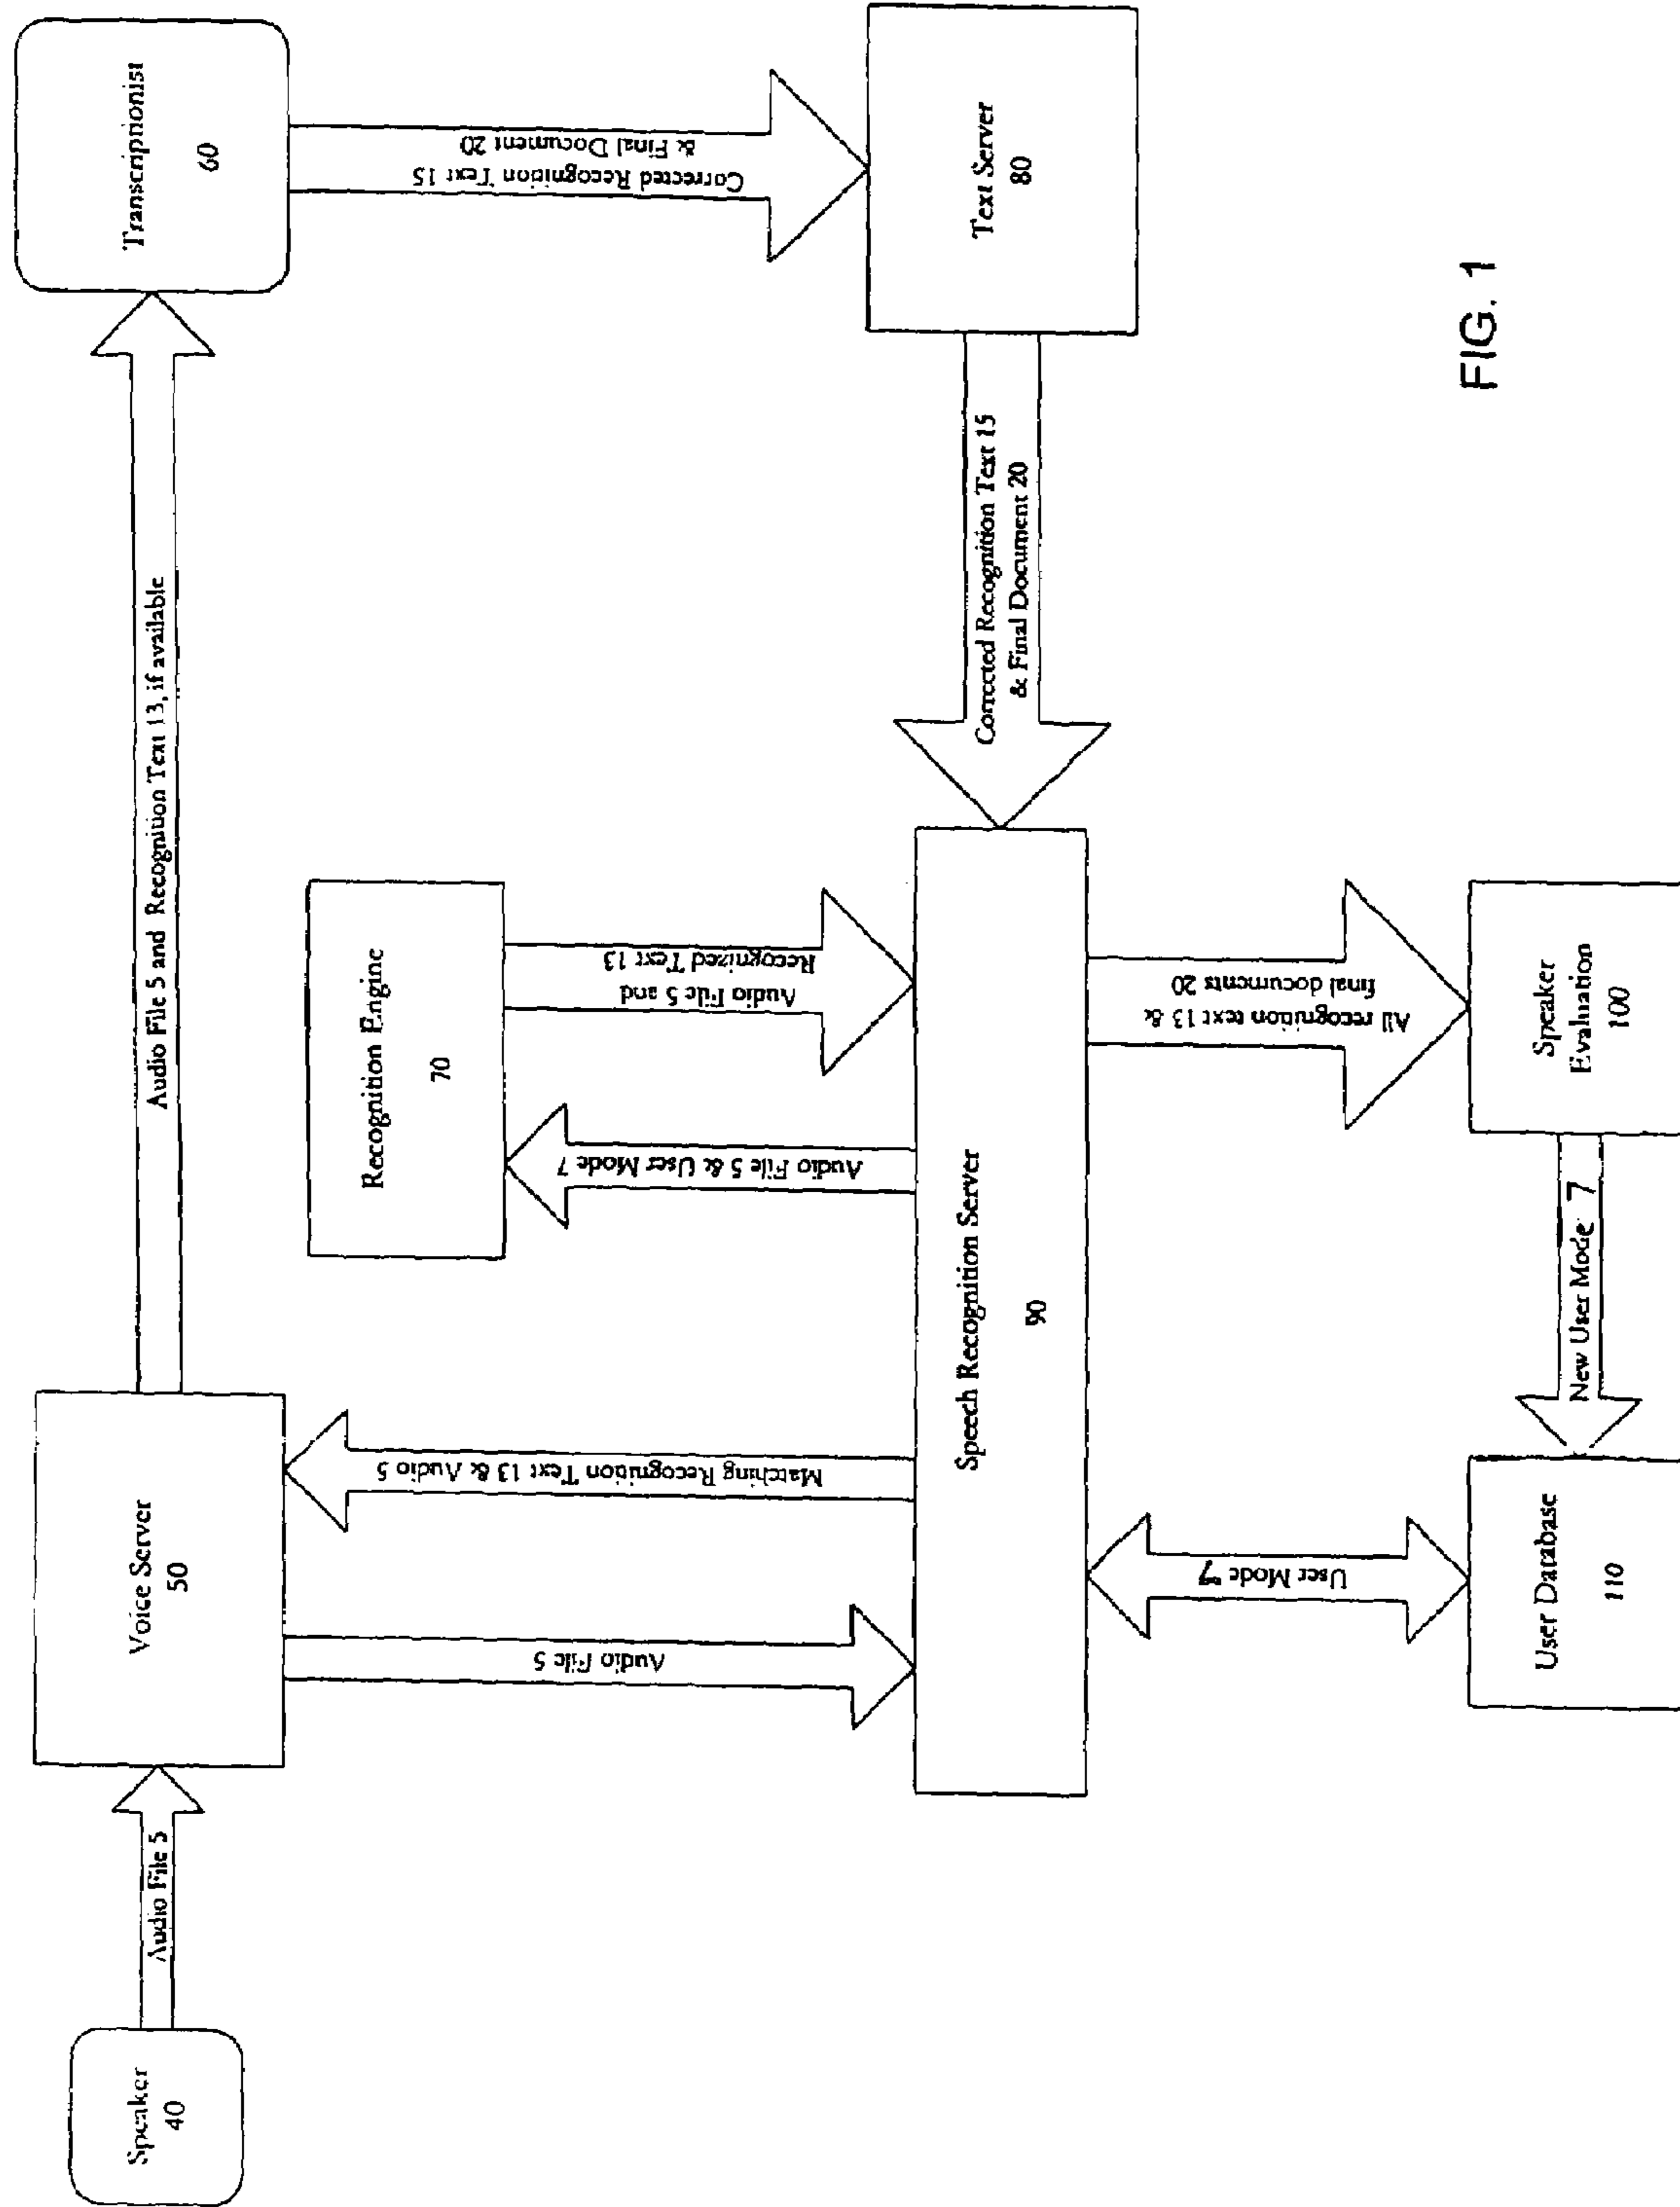 Speaker
40
Audio File 5
Voice Server
50
Audio File 5 and Recognition Text 13, if available
Transcriptionist
60
Audio File 5
Matching Recognition Text 13 & Audio 5
Recognition Engine
70
Audio File 5 & User Mode 7
Audio File 5 and
Recognized Text 13
Corrected Recognition Text 15
& Final Document 20
Speech Recognition Server
90
Corrected Recognition Text 15
& Final Document 20
Text Server
80
User Mode 7
All recognition text 13 &
final documents 20
User Database
110
New User Mode 7
Speaker
Evaluation
100
FIG. 1